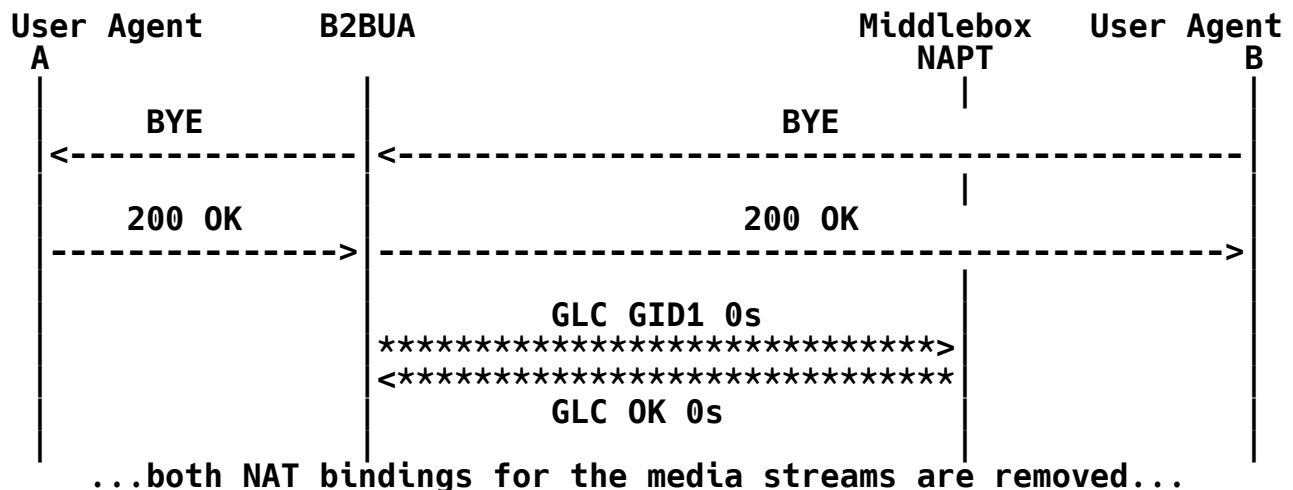 User Agent B2BUA Middlebox User Agent
A NAPT B
BYE BYE
<--------------- <--------------------------------------------
200 OK 200 OK
---------------> -------------------------------------------->
GLC GID1 0s
*****************************>
<*****************************
GLC OK 0s
...both NAT bindings for the media streams are removed...